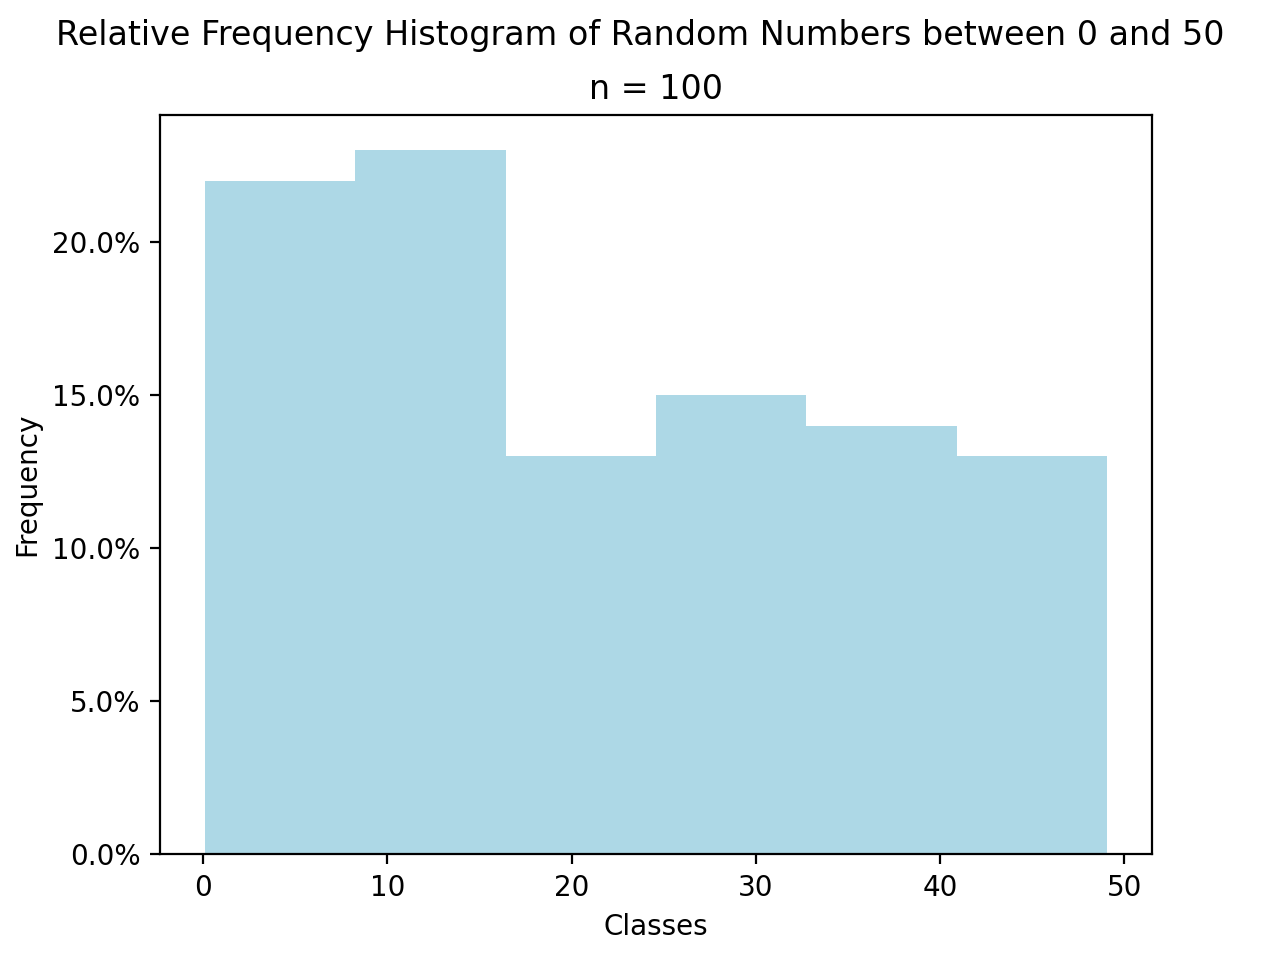 Relative Frequency Histogram of Random Numbers between 0 and 50
n = 100
20.0%
15.0%
10.0%
5.0%
0.0%
Frequency
0 10 20 30 40 50
Classes